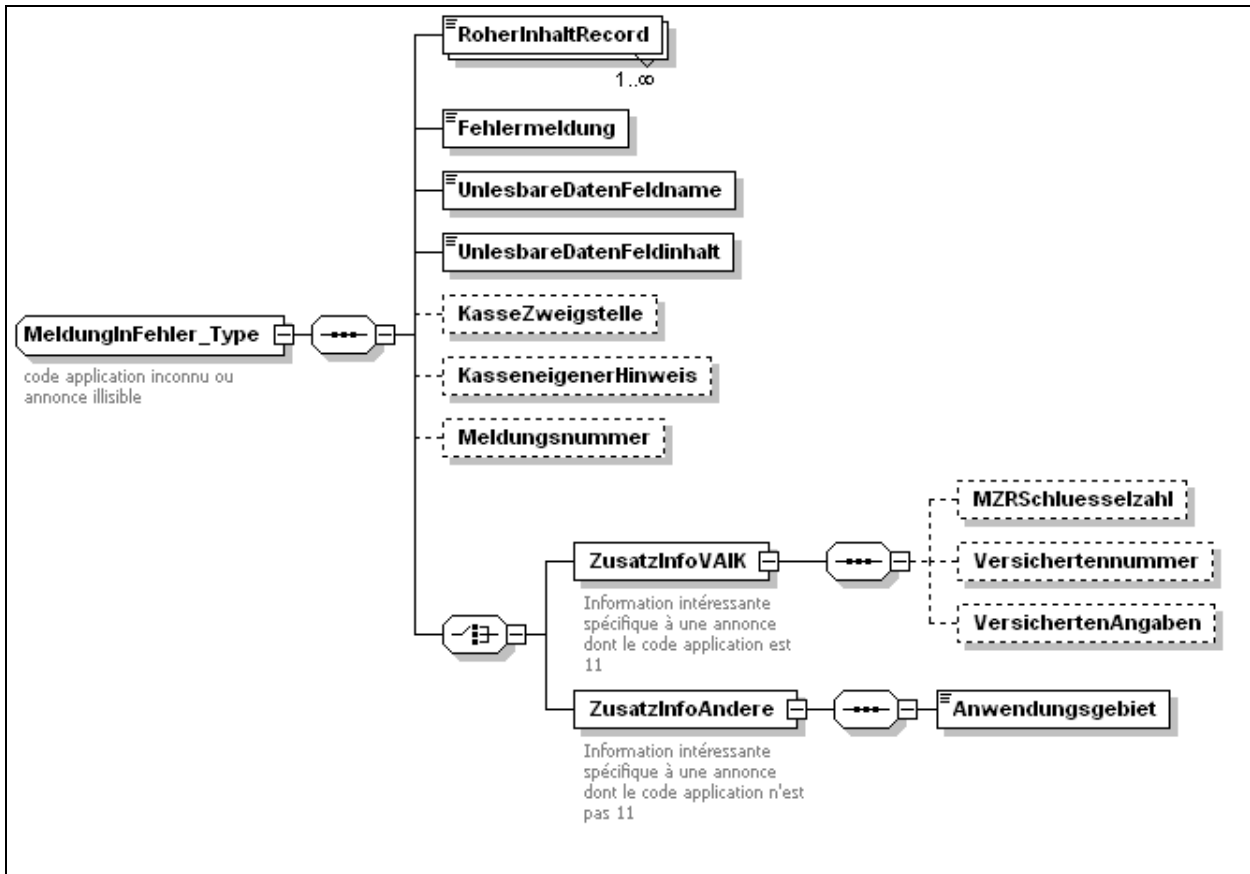 RoherInhaltRecord
1..∞
Fehlermeldung
UnlesbareDatenFeldname
UnlesbareDatenFeldinhalt
KasseZweigstelle
MeldungInFehler_Type
code application inconnu ou
annonce illisible
KasseneigenerHinweis
Meldungsnummer
MZRSchluesselzahl
ZusatzInfoVAIK
Versichertennummer
Information intéressante
spécifique à une annonce
dont le code application est
11
VersichertenAngaben
ZusatzInfoAndere
Anwendungsgebiet
Information intéressante
spécifique à une annonce
dont le code application n'est
pas 11